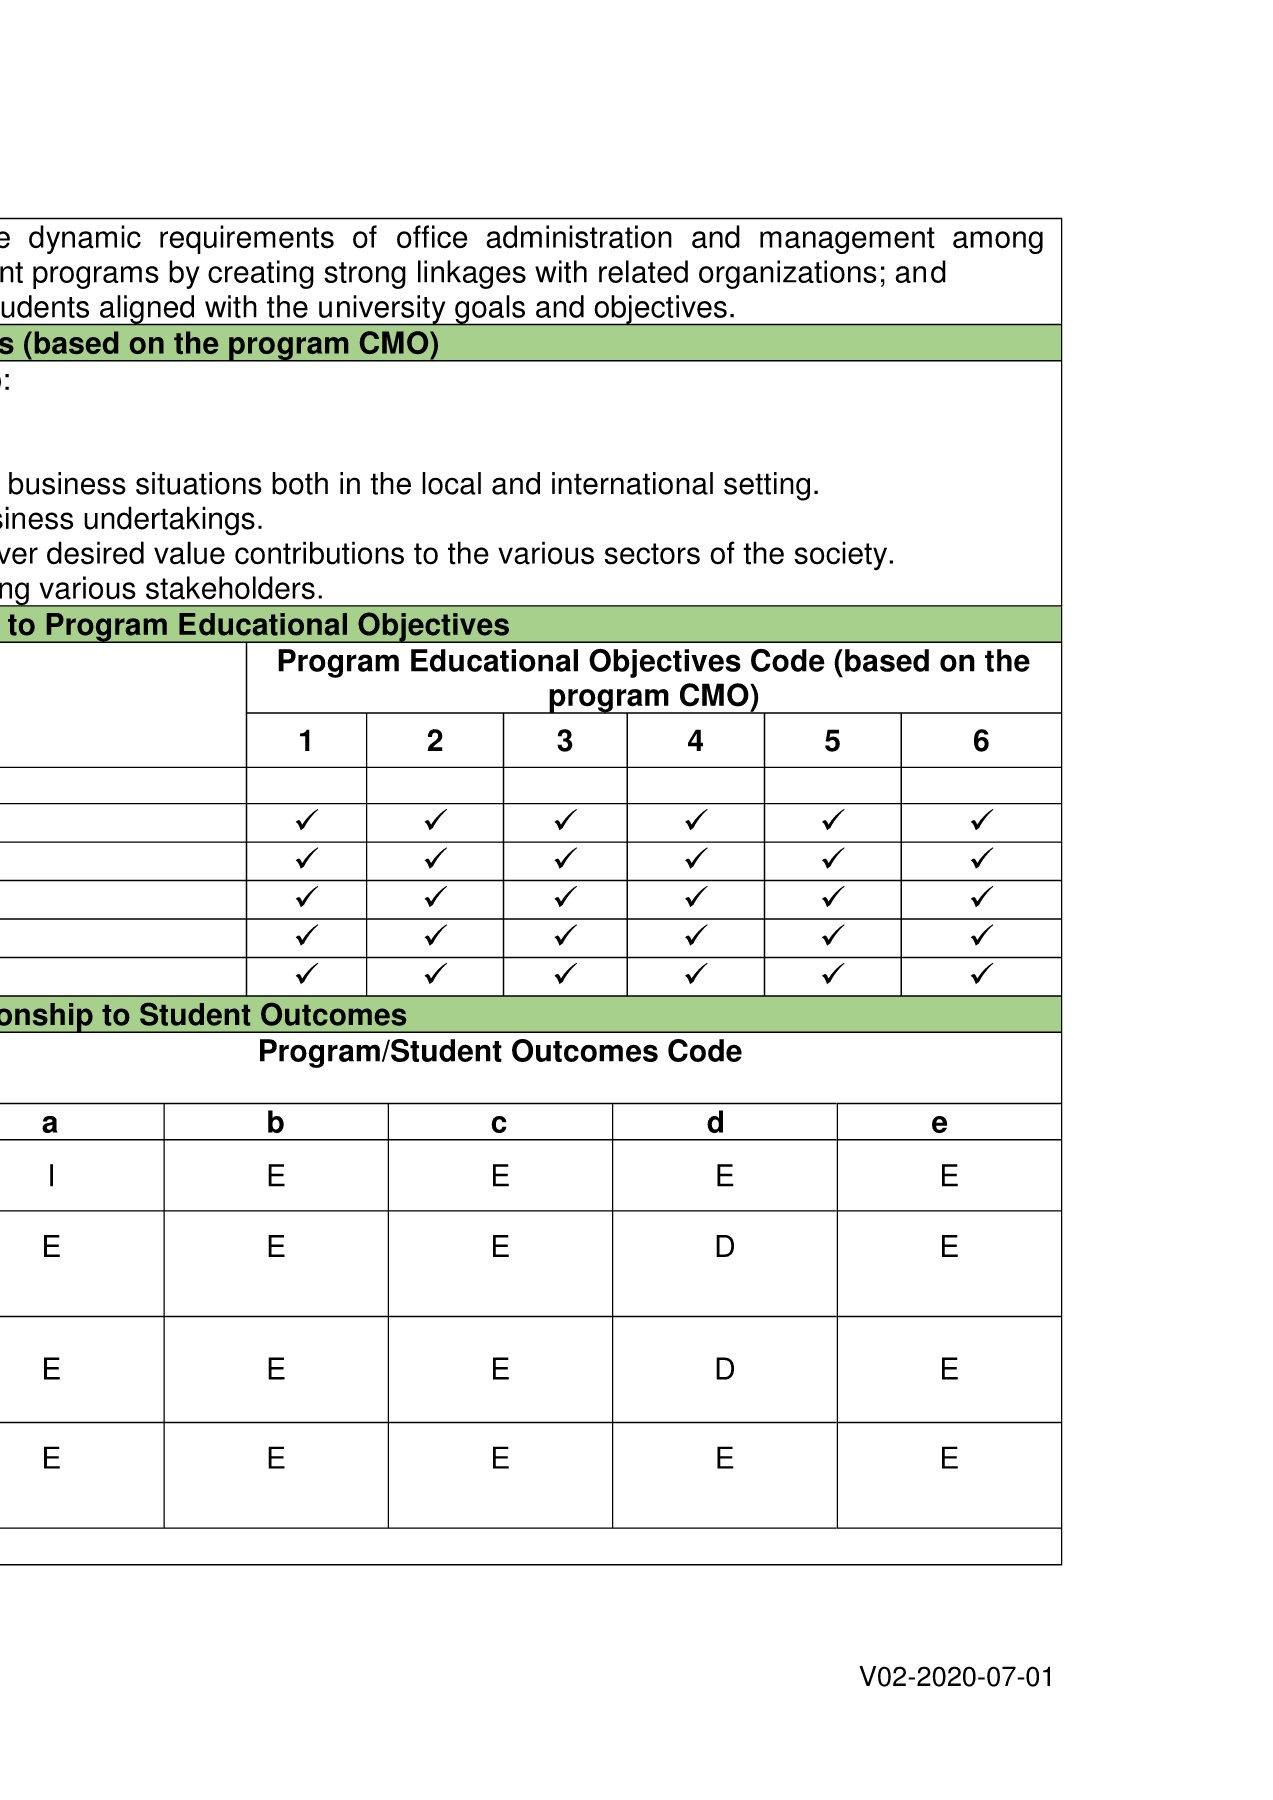 e dynamic requirements of office administration and management among
nt programs by creating strong linkages with related organizations; and
udents aligned with the university goals and objectives.
s (based on the program CMO)
o:
business situations both in the local and international setting.
siness undertakings.
ver desired value contributions to the various sectors of the society.
ng various stakeholders.
to Program Educational Objectives
Program Educational Objectives Code (based on the
program CMO)
1 2 3 4 5 6
✓ ✓ ✓ ✓ ✓ ✓
✓ ✓ ✓ ✓ ✓ ✓
✓ ✓ ✓ ✓ ✓ ✓
✓ ✓ ✓ ✓ ✓ ✓
✓ ✓ ✓ ✓ ✓ ✓
onship to Student Outcomes
Program/Student Outcomes Code
a b c d e
I E E E E
E E E D E
E E E D E
E E E E E
V02-2020-07-01